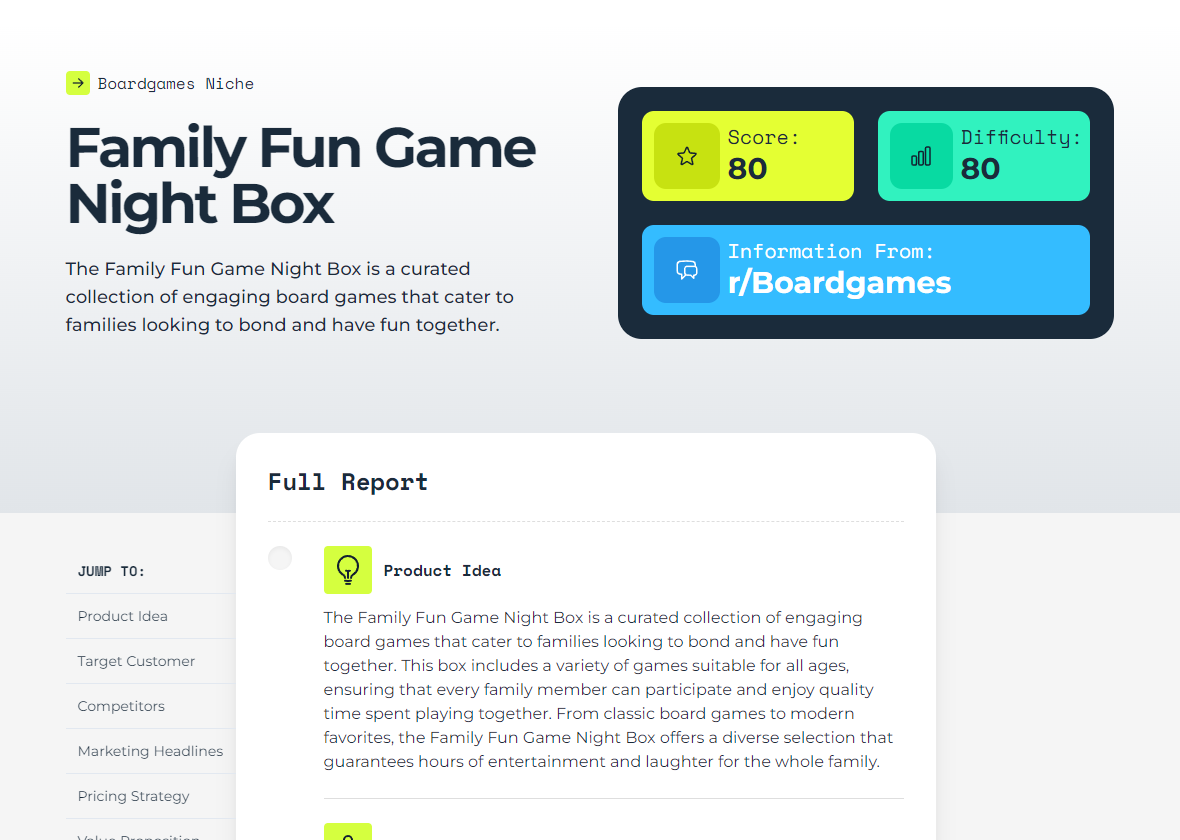 Boardgames Niche
Family Fun Game
Night Box
The Family Fun Game Night Box is a curated
collection of engaging board games that cater to
families looking to bond and have fun together.
Score:
80
Difficulty:
80
Information From:
r/Boardgames
Full Report
JUMP TO:
Product Idea
Target Customer
Competitors
Marketing Headlines
Pricing Strategy
Value Proposition
Product Idea
The Family Fun Game Night Box is a curated collection of engaging
board games that cater to families looking to bond and have fun
together. This box includes a variety of games suitable for all ages,
ensuring that every family member can participate and enjoy quality
time spent playing together. From classic board games to modern
favorites, the Family Fun Game Night Box offers a diverse selection that
guarantees hours of entertainment and laughter for the whole family.